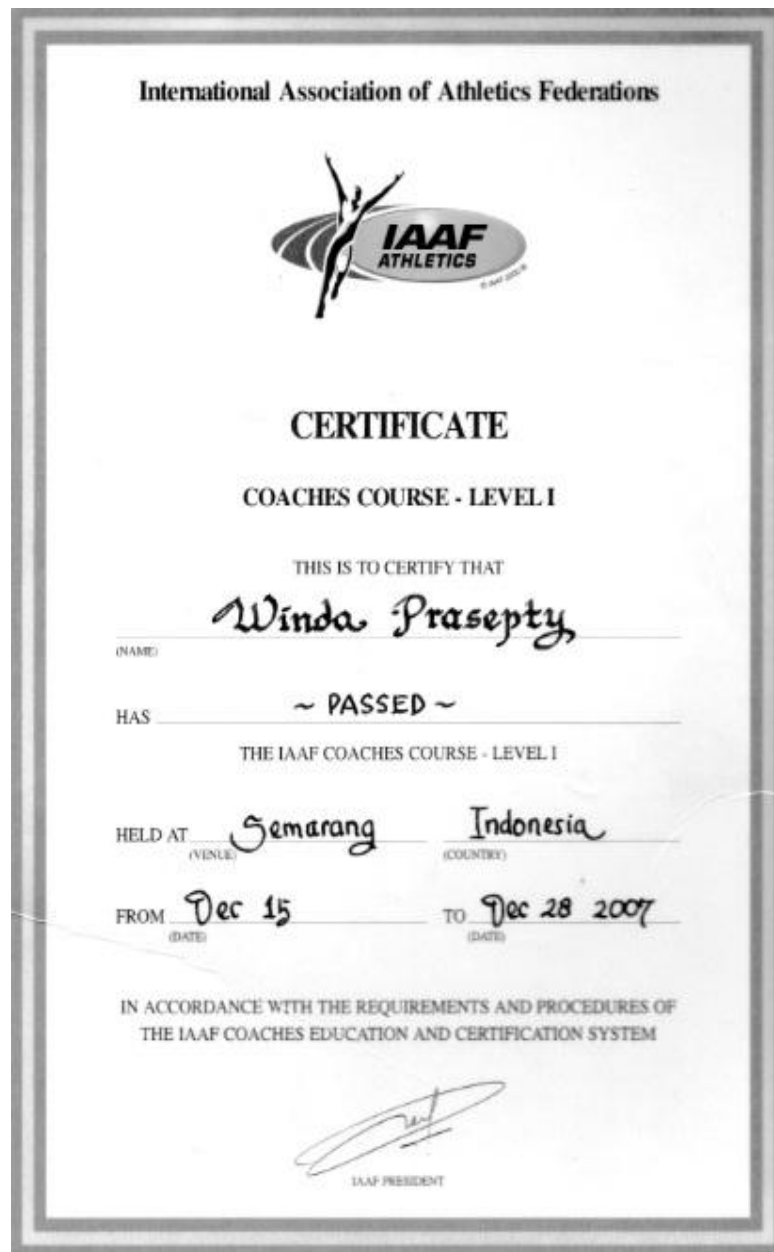 International Association of Athletics Federations
IAAF
ATHLETICS
CERTIFICATE
COACHES COURSE - LEVEL I
THIS IS TO CERTIFY THAT
Winda Prasepty
(NAME)
HAS ~ PASSED ~
THE IAAF COACHES COURSE - LEVEL I
HELD AT Semarang Indonesia
(VENUE) (COUNTRY)
FROM Dec 15 TO Dec 28 2007
(DATE) (DATE)
IN ACCORDANCE WITH THE REQUIREMENTS AND PROCEDURES OF
THE IAAF COACHES EDUCATION AND CERTIFICATION SYSTEM
IAAF PRESIDENT